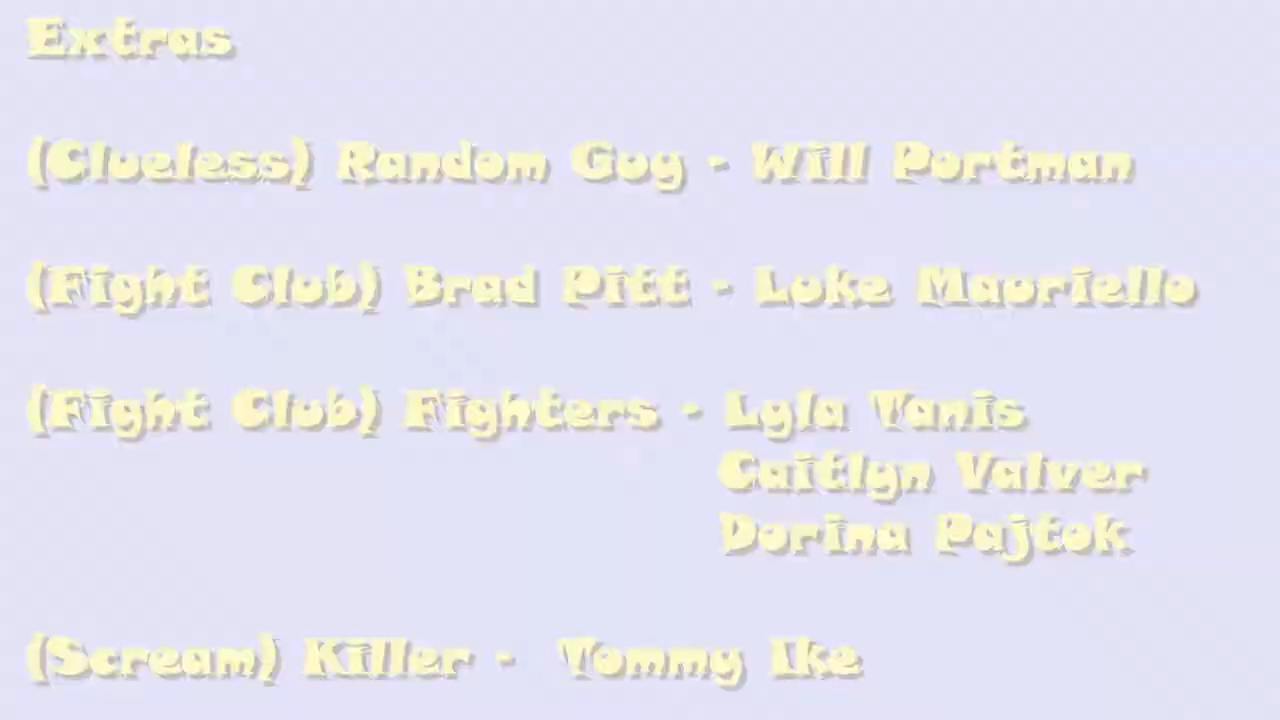 Extras
(Clueless) Random Guy - Will Portman
(Fight Club) Brad Pitt - Luke Mauriello
(Fight Club) Fighters - Lyla Tanis
Caitlyn Valver
Dorina Pajtok
(Scream) Killer - Tommy Ike